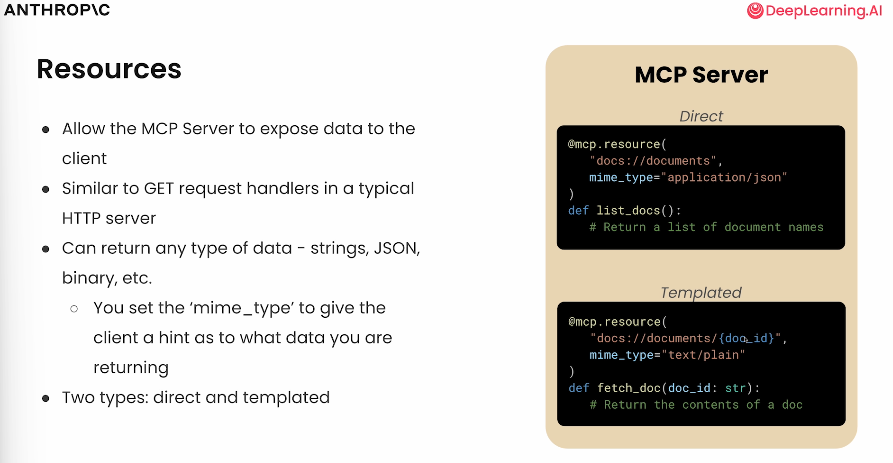 ANTHROP\C
DeepLearning.AI
Resources
● Allow the MCP Server to expose data to the
client
● Similar to GET request handlers in a typical
HTTP server
● Can return any type of data - strings, JSON,
binary, etc.
○ You set the ‘mime_type’ to give the
client a hint as to what data you are
returning
● Two types: direct and templated
MCP Server
Direct
@mcp.resource(
"docs://documents",
mime_type="application/json"
)
def list_docs():
# Return a list of document names
Templated
@mcp.resource(
"docs://documents/{doc_id}",
mime_type="text/plain"
)
def fetch_doc(doc_id: str):
# Return the contents of a doc